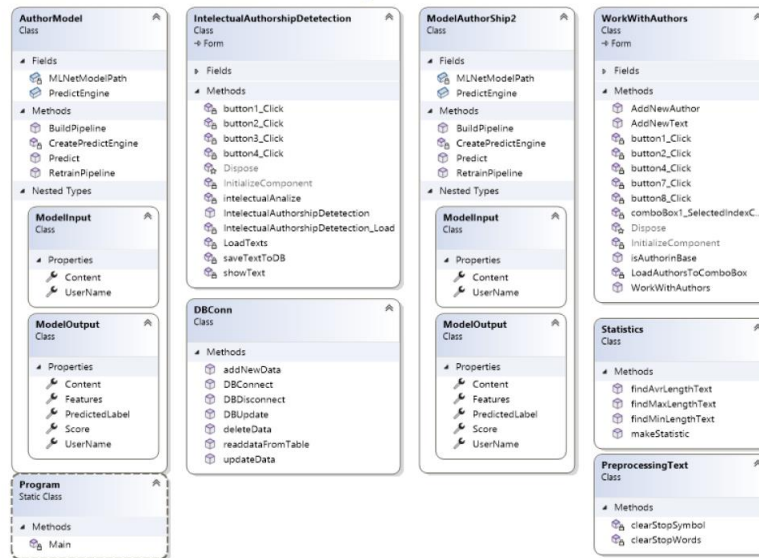 AuthorModel
Class
Fields
MLNetModelPath
PredictEngine
Methods
BuildPipeline
CreatePredictEngine
Predict
RetrainPipeline
Nested Types
ModelInput
Class
Properties
Content
UserName
ModelOutput
Class
Properties
Content
Features
PredictedLabel
Score
UserName
Program
Static Class
Methods
Main
IntelectualAuthorshipDetetection
Class
Form
Fields
Methods
button1_Click
button2_Click
button3_Click
button4_Click
Dispose
InitializeComponent
intelectualAnalize
IntelectualAuthorshipDetetection
IntelectualAuthorshipDetetection_Load
LoadTexts
saveTextToDB
showText
DBConn
Class
Methods
addNewData
DBConnect
DBDisconnect
DBUpdate
deleteData
readdataFromTable
updateData
ModelAuthorShip2
Class
Fields
MLNetModelPath
PredictEngine
Methods
BuildPipeline
CreatePredictEngine
Predict
RetrainPipeline
Nested Types
ModelInput
Class
Properties
Content
UserName
ModelOutput
Class
Properties
Content
Features
PredictedLabel
Score
UserName
WorkWithAuthors
Class
Form
Fields
Methods
AddNewAuthor
AddNewText
button1_Click
button2_Click
button4_Click
button7_Click
button8_Click
comboBox1_SelectedIndexC...
Dispose
InitializeComponent
isAuthorinBase
LoadAuthorsToComboBox
WorkWithAuthors
Statistics
Class
Methods
findAvrLengthText
findMaxLengthText
findMinLengthText
makeStatistic
PreprocessingText
Class
Methods
clearStopSymbol
clearStopWords